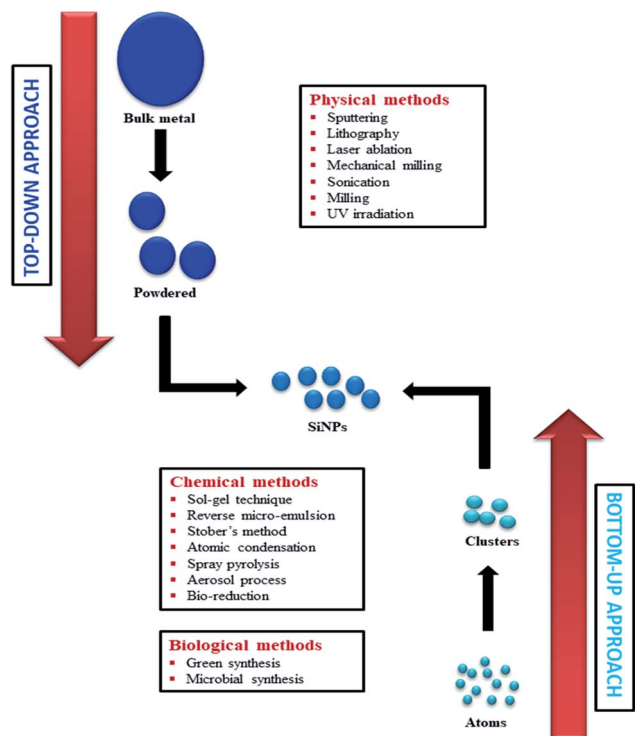 TOP-DOWN APPROACH
Bulk metal
Powdered
Physical methods
Sputtering
Lithography
Laser ablation
Mechanical milling
Sonication
Milling
UV irradiation
SiNPs
Chemical methods
Sol-gel technique
Reverse micro-emulsion
Stober's method
Atomic condensation
Spray pyrolysis
Aerosol process
Bio-reduction
Biological methods
Green synthesis
Microbial synthesis
Clusters
Atoms
BOTTOM-UP APPROACH